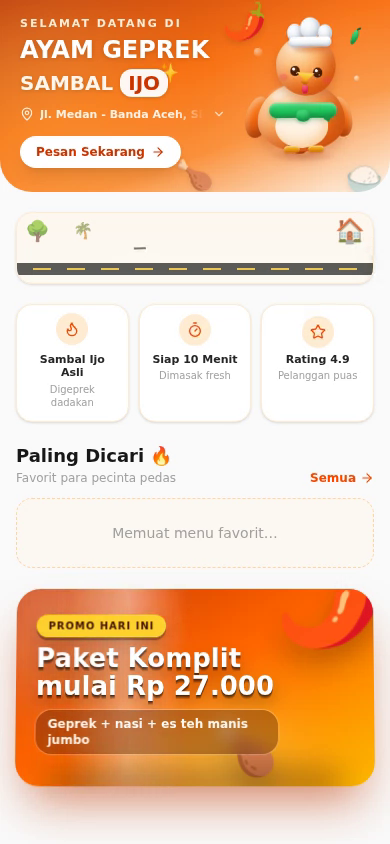 SELAMAT DATANG DI
AYAM GEPREK
SAMBAL IJO
Jl. Medan - Banda Aceh,
Pesan Sekarang
Sambal Ijo
Asli
Digeprek
dadakan
Siap 10 Menit
Dimasak fresh
Rating 4.9
Pelanggan puas
Paling Dicari
Favorit para pecinta pedas
Semua
Memuat menu favorit...
PROMO HARI INI
Paket Komplit
mulai Rp 27.000
Geprek + nasi + es teh manis
jumbo